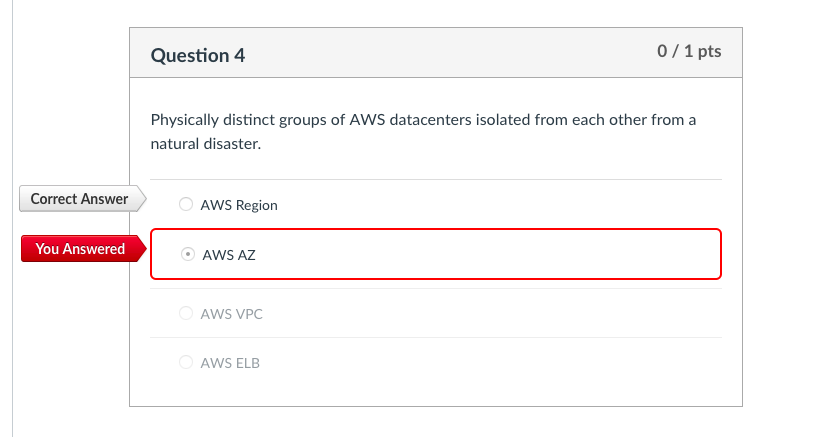 Question 4
0 / 1 pts
Physically distinct groups of AWS datacenters isolated from each other from a
natural disaster.
Correct Answer
AWS Region
You Answered
AWS AZ
AWS VPC
AWS ELB